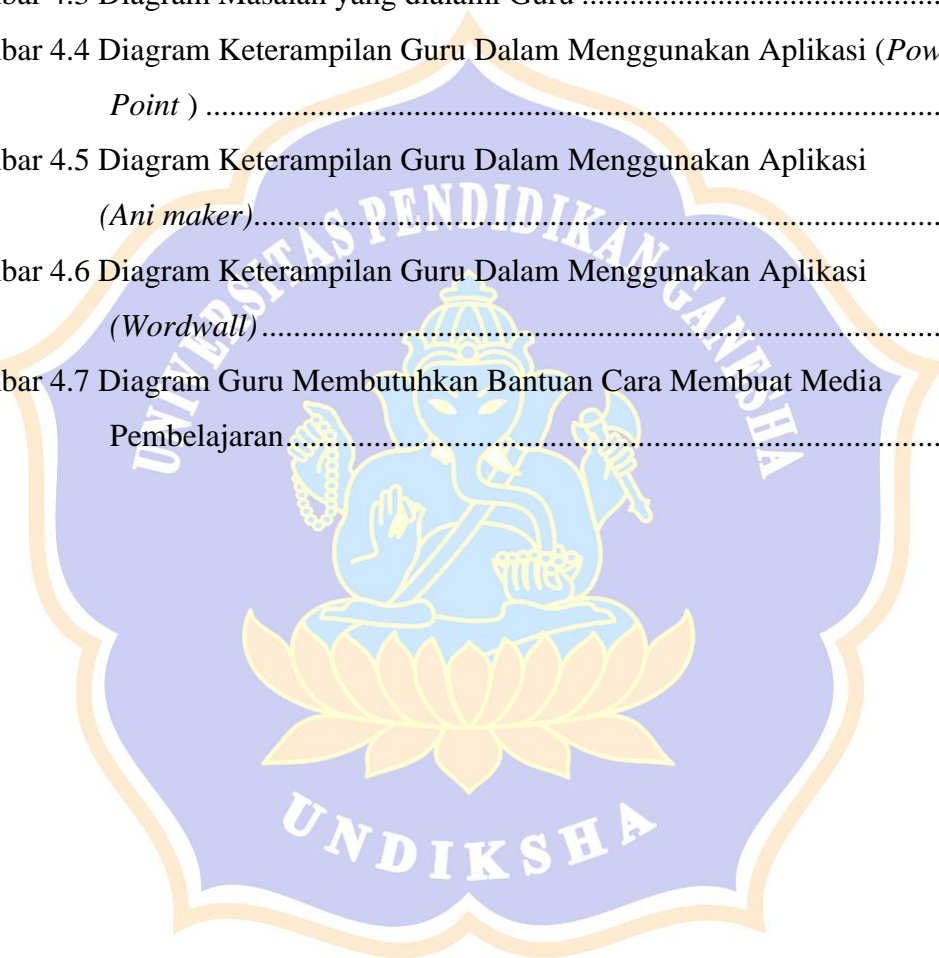 bar 4.3 Diagram Masalah yang dialami Guru ............................................
bar 4.4 Diagram Keterampilan Guru Dalam Menggunakan Aplikasi (Pow
Point ) ............................................................................................
bar 4.5 Diagram Keterampilan Guru Dalam Menggunakan Aplikasi
(Ani maker)......................................................................................
bar 4.6 Diagram Keterampilan Guru Dalam Menggunakan Aplikasi
(Wordwall) .....................................................................................
bar 4.7 Diagram Guru Membutuhkan Bantuan Cara Membuat Media
Pembelajaran..................................................................................
UNIVERSITAS PENDIDIKAN GANESHA
UNDIKSHA